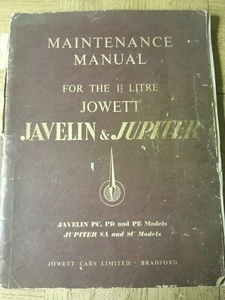 MAINTENANCE
MANUAL
FOR THE 1½ LITRE
JOWETT
JAVELIN & JUPITER
JAVELIN PC, PD and PE Models
JUPITER SA and SC Models
JOWETT CARS LIMITED · BRADFORD